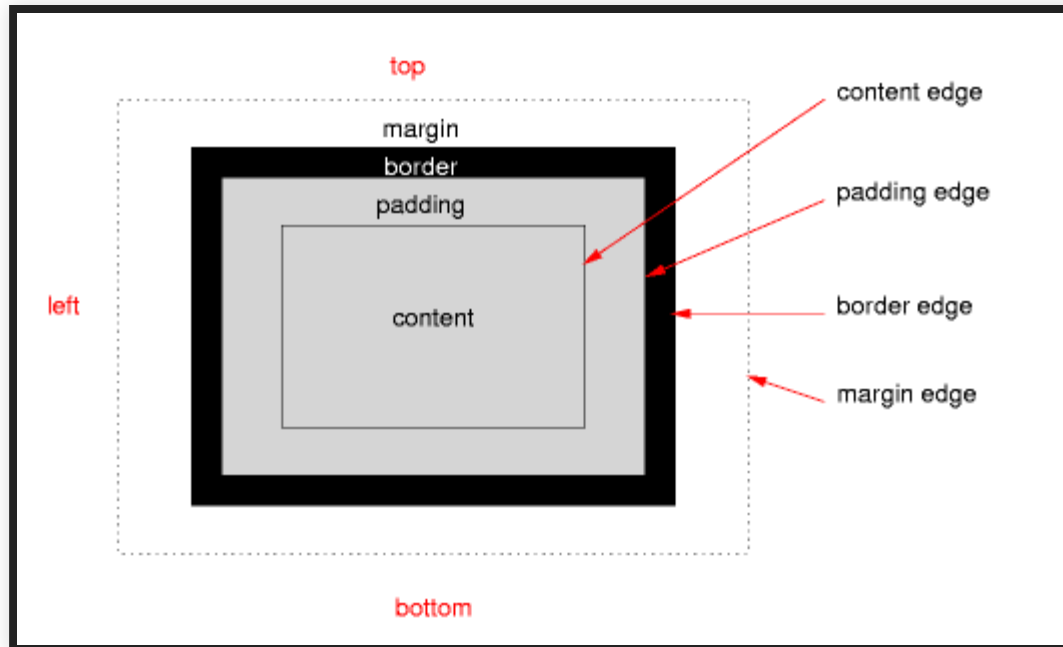 top
content edge
margin
border
padding edge
padding
left
border edge
content
margin edge
bottom